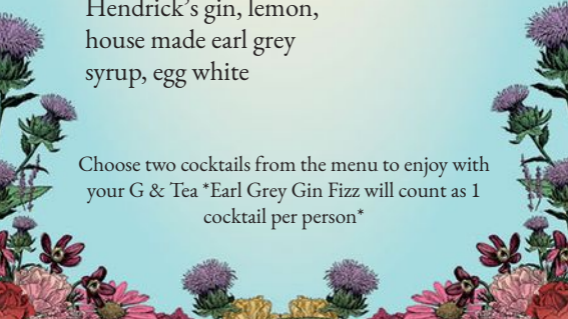 Hendrick's gin, lemon,
house made earl grey
syrup, egg white
Choose two cocktails from the menu to enjoy with
your G & Tea *Earl Grey Gin Fizz will count as 1
cocktail per person*